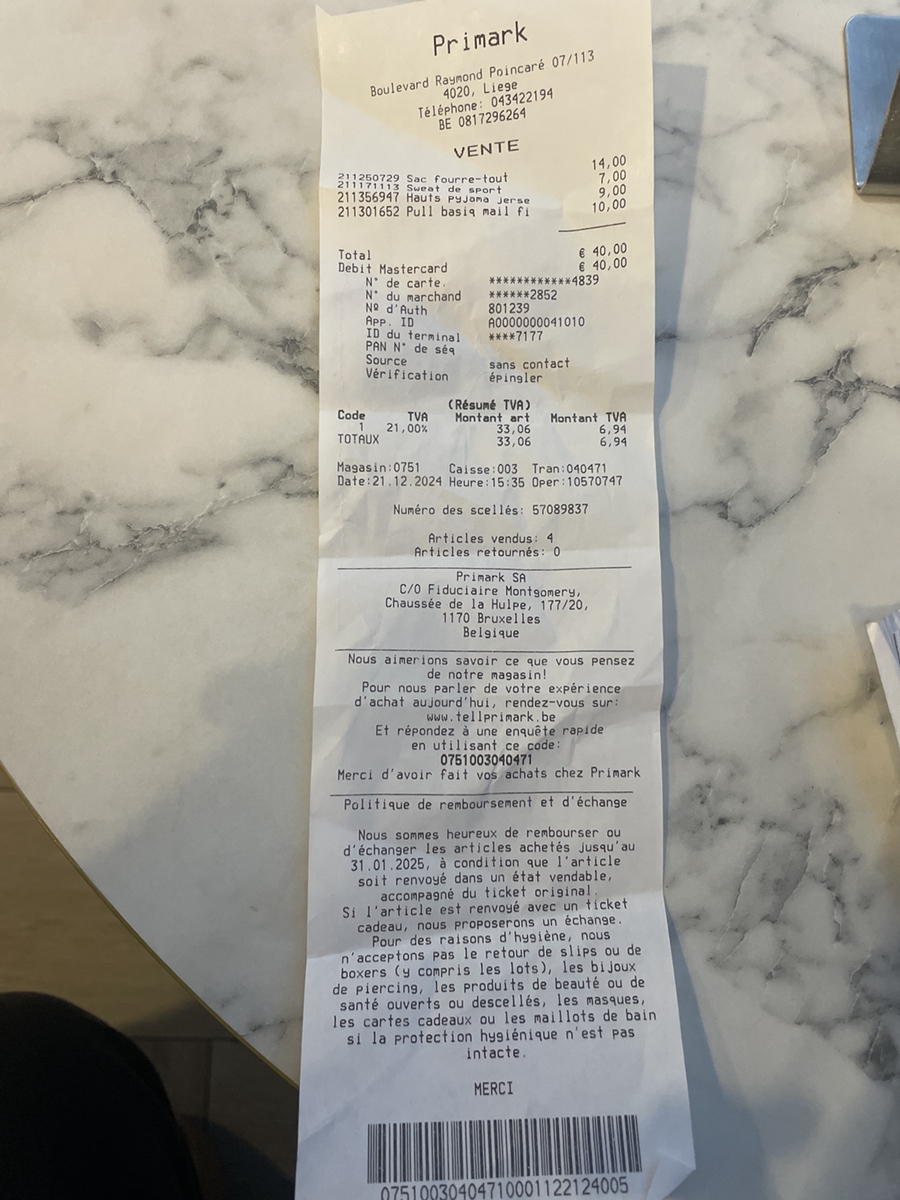 Primark
Boulevard Raymond Poincaré 07/113
4020, Liege
Téléphone: 043422194
BE 0817296264
VENTE
211250729 Sac fourre-tout 14,00
211171113 Sweat de sport 7,00
211356947 Hauts Pyjama Jerse 9,00
211301652 Pull basiq mail fi 10,00
Total € 40,00
Debit Mastercard € 40,00
N° de carte. ************4839
N° du marchand ******2852
Nº d'Auth 801239
App. ID A0000000041010
ID du terminal ****7177
PAN N° de séq
Source sans contact
Vérification épingler
(Résumé TVA)
Code TVA Montant art Montant TVA
1 21,00% 33,06 6,94
TOTAUX 33,06 6,94
Magasin:0751 Caisse:003 Tran:040471
Date:21.12.2024 Heure:15:35 Oper:10570747
Numéro des scellés: 57089837
Articles vendus: 4
Articles retournés: 0
Primark SA
C/O Fiduciaire Montgomery,
Chaussée de la Hulpe, 177/20,
1170 Bruxelles
Belgique
Nous aimerions savoir ce que vous pensez
de notre magasin!
Pour nous parler de votre expérience
d'achat aujourd'hui, rendez-vous sur:
www.tellprimark.be
Et répondez à une enquête rapide
en utilisant ce code:
0751003040471
Merci d'avoir fait vos achats chez Primark
Politique de remboursement et d'échange
Nous sommes heureux de rembourser ou
d'échanger les articles achetés jusqu'au
31.01.2025, à condition que l'article
soit renvoyé dans un état vendable,
accompagné du ticket original.
Si l'article est renvoyé avec un ticket
cadeau, nous proposerons un échange.
Pour des raisons d'hygiène, nous
n'acceptons pas le retour de slips ou de
boxers (y compris les lots), les bijoux
de piercing, les produits de beauté ou de
santé ouverts ou descellés, les masques,
les cartes cadeaux ou les maillots de bain
si la protection hygiénique n'est pas
intacte.
MERCI
07510030404710001122124005